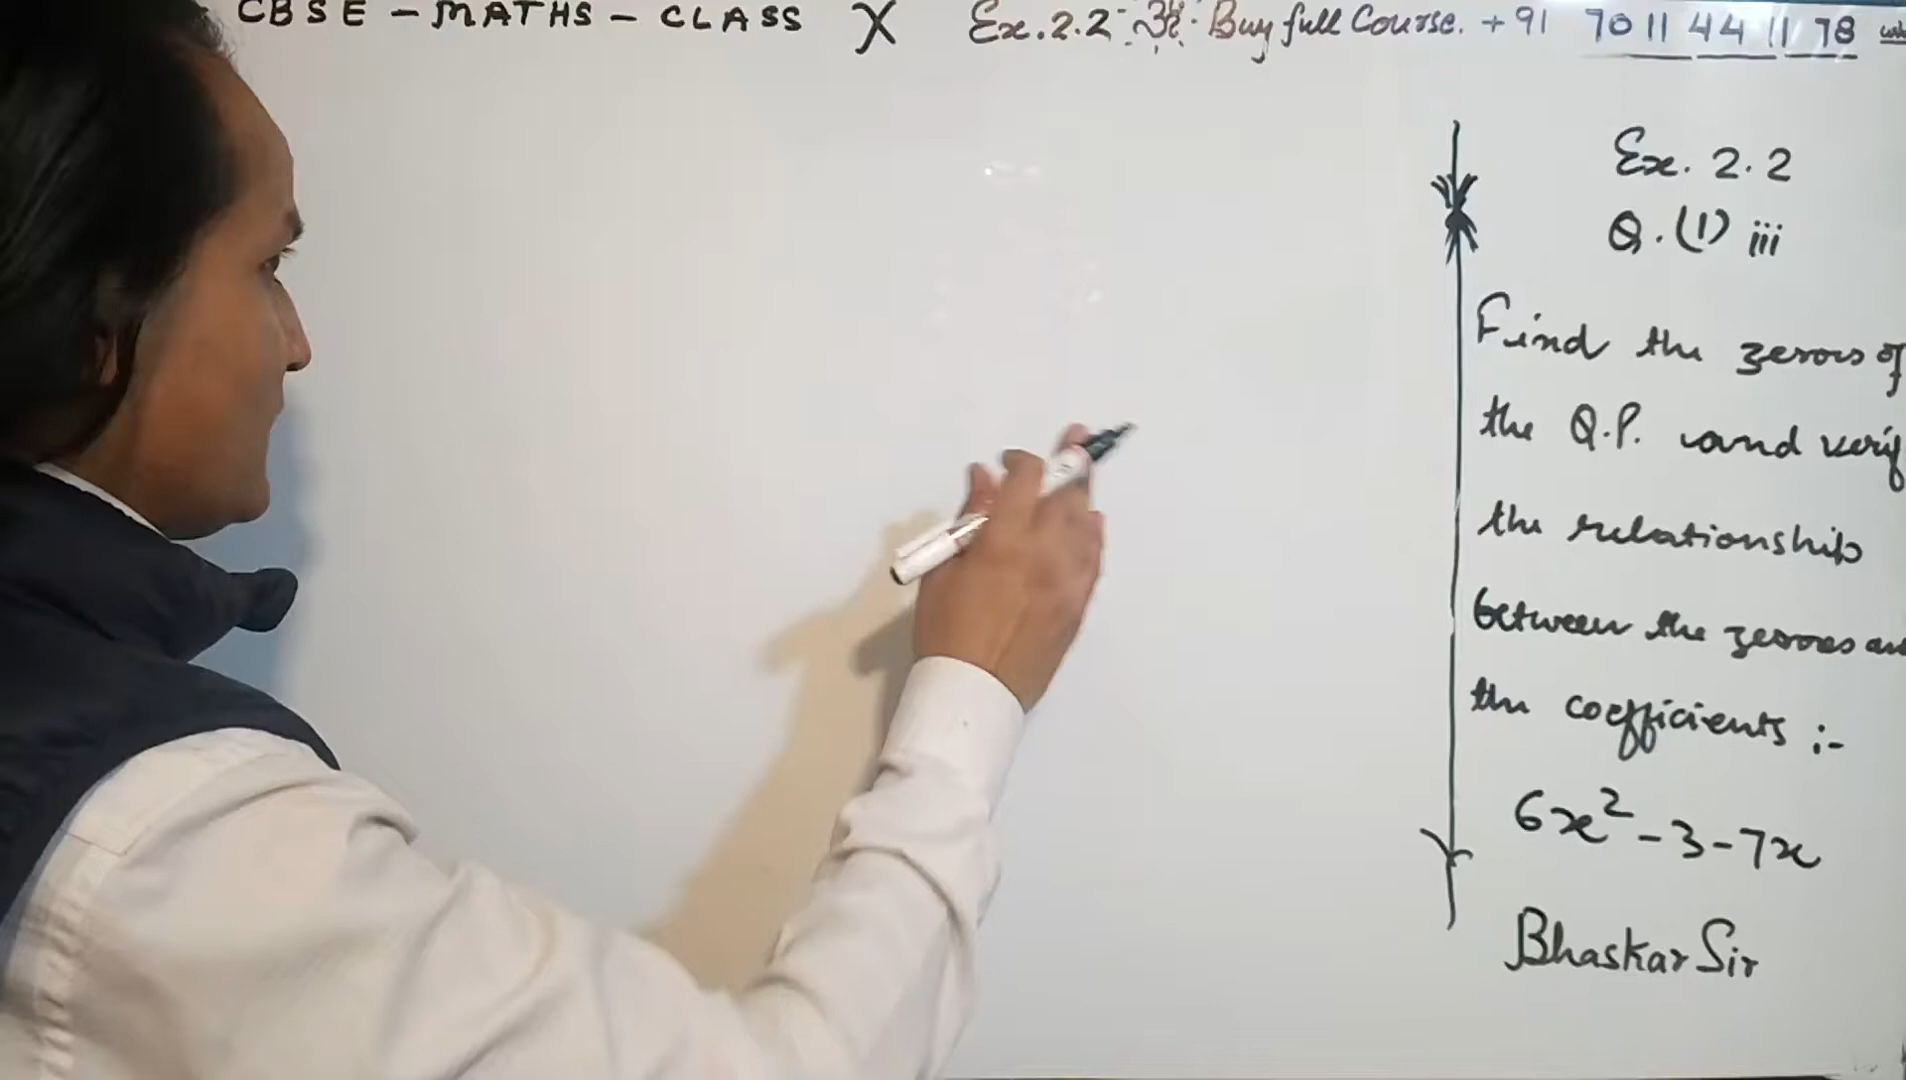 CBSE - MATHS - CLASS X Ex. 2.2 Buy full Course. + 91 70 11 44 11 78
Ex. 2.2
Q. (1) iii
Find the zeroes of
the Q.P. and verify
the relationship
between the zeroes
the coefficients :-
6x² - 3 - 7x
Bhaskar Sir